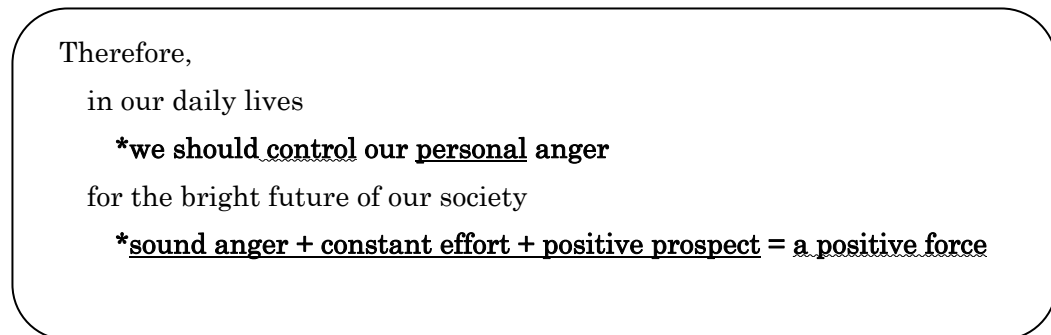 Therefore,
in our daily lives
*we should control our personal anger
for the bright future of our society
*sound anger + constant effort + positive prospect = a positive force